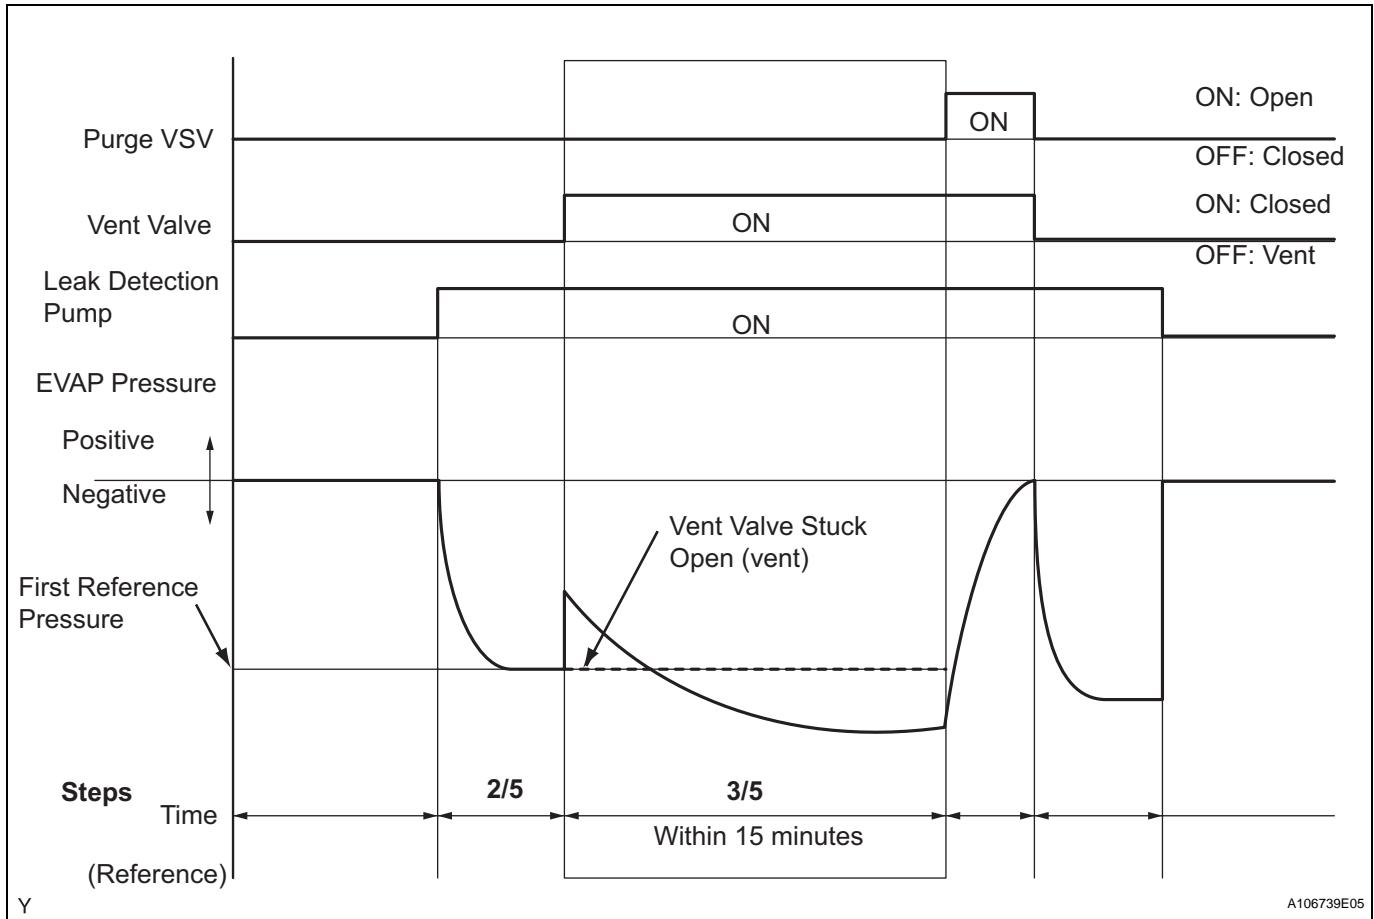 Purge VSV
ON
ON: Open
OFF: Closed
Vent Valve
ON
ON: Closed
OFF: Vent
Leak Detection
Pump
ON
EVAP Pressure
Positive
Negative
Vent Valve Stuck
Open (vent)
First Reference
Pressure
Steps
2/5
3/5
Time
Within 15 minutes
(Reference)
Y
A106739E05